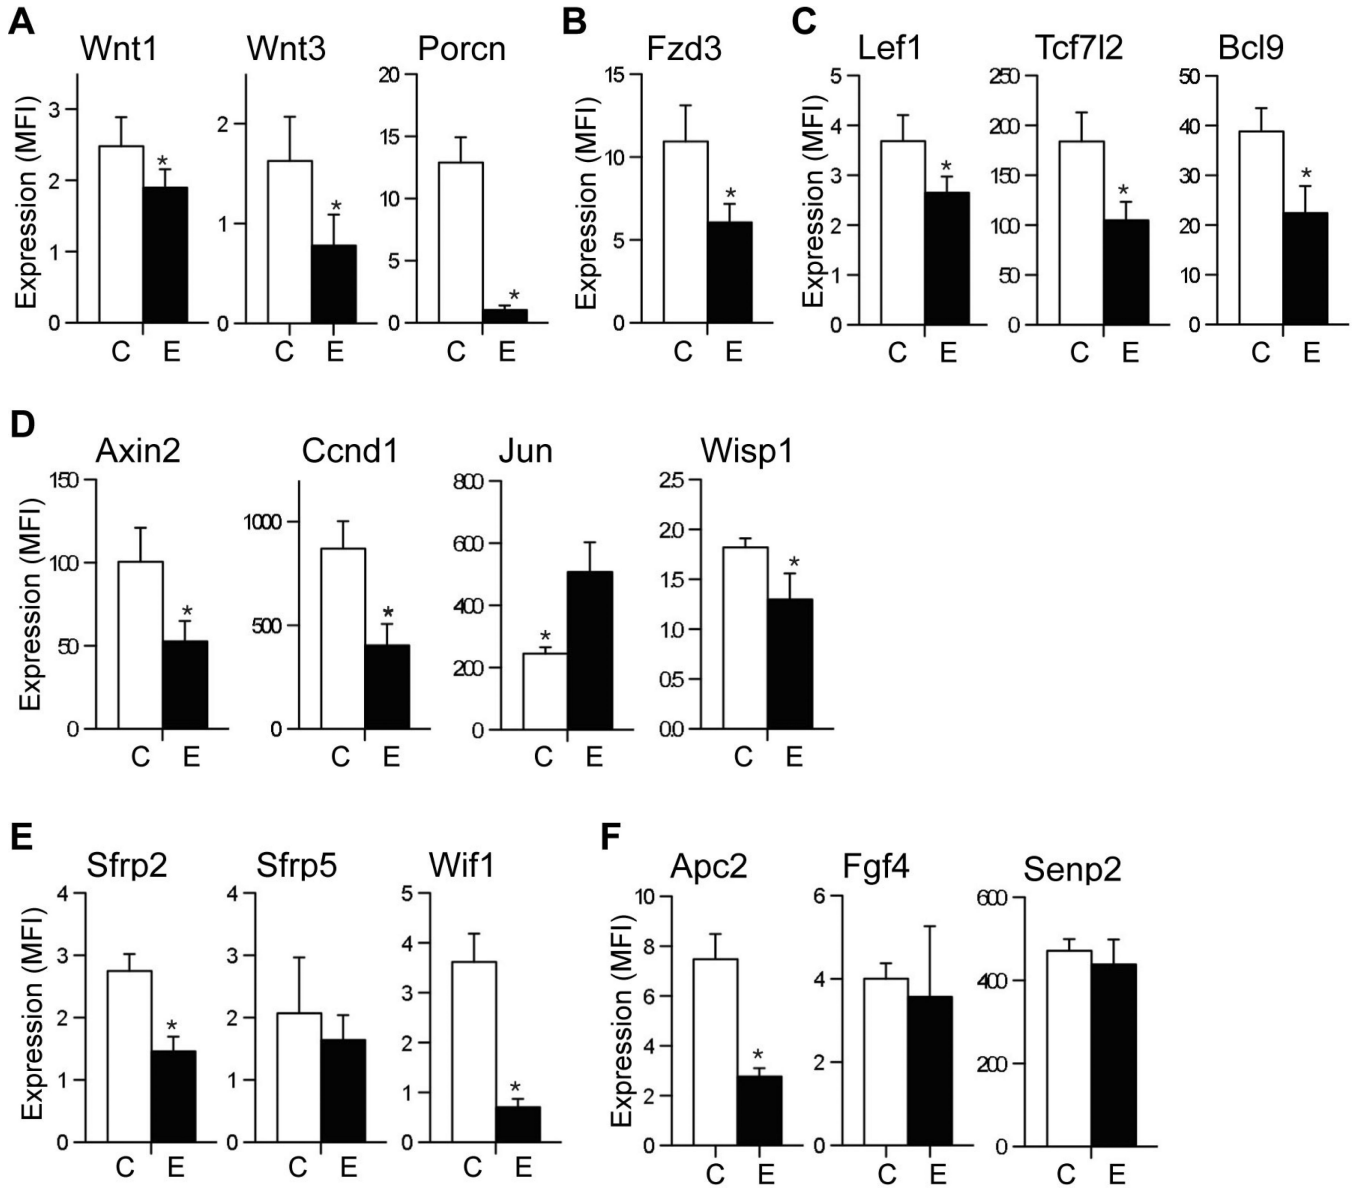 A
Wnt1
Wnt3
Porcn
B
Fzd3
C
Lef1
Tcf7l2
Bcl9
Expression (MFI)
3
2
1
0
*
C E
2
1
0
*
C E
20
15
10
5
0
*
C E
Expression (MFI)
15
10
5
0
*
C E
Expression (MFI)
5
4
3
2
1
0
*
C E
250
200
150
100
50
0
*
C E
50
40
30
20
10
0
*
C E
D
Axin2
Ccnd1
Jun
Wisp1
Expression (MFI)
150
100
50
0
*
C E
1000
500
0
*
C E
800
600
400
200
0
*
C E
2.5
2.0
1.5
1.0
0.5
0.0
*
C E
E
Sfrp2
Sfrp5
Wif1
F
Apc2
Fgf4
Senp2
Expression (MFI)
4
3
2
1
0
*
C E
4
3
2
1
0
C E
5
4
3
2
1
0
*
C E
Expression (MFI)
10
8
6
4
2
0
*
C E
6
4
2
0
C E
600
400
200
0
C E